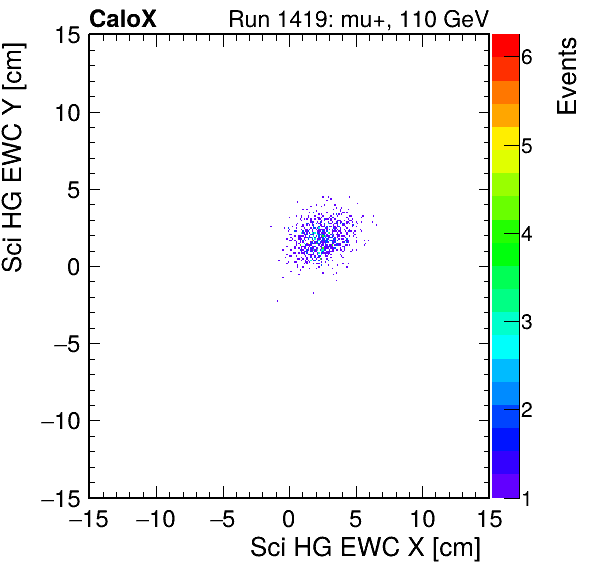 CaloX Run 1419: mu+, 110 GeV
Sci HG EWC Y [cm]
15
10
5
0
−5
−10
−15
−15 −10 −5 0 5 10 15
Sci HG EWC X [cm]
Events
6
5
4
3
2
1